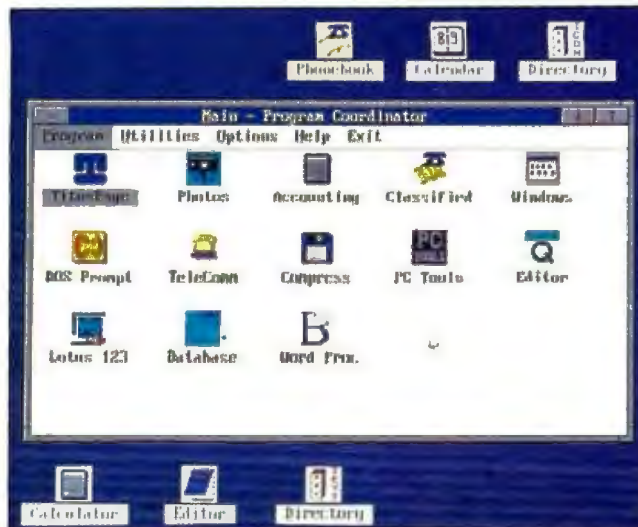 Phonebook Calendar Directory
Main - Program Coordinator
Program Utilities Options Help Exit
Photos Accounting Classified Windows
DOS Prompt TeleComm Compress PC Tools Editor
Lotus 123 Database Word Proc.
Calculator Editor Directory